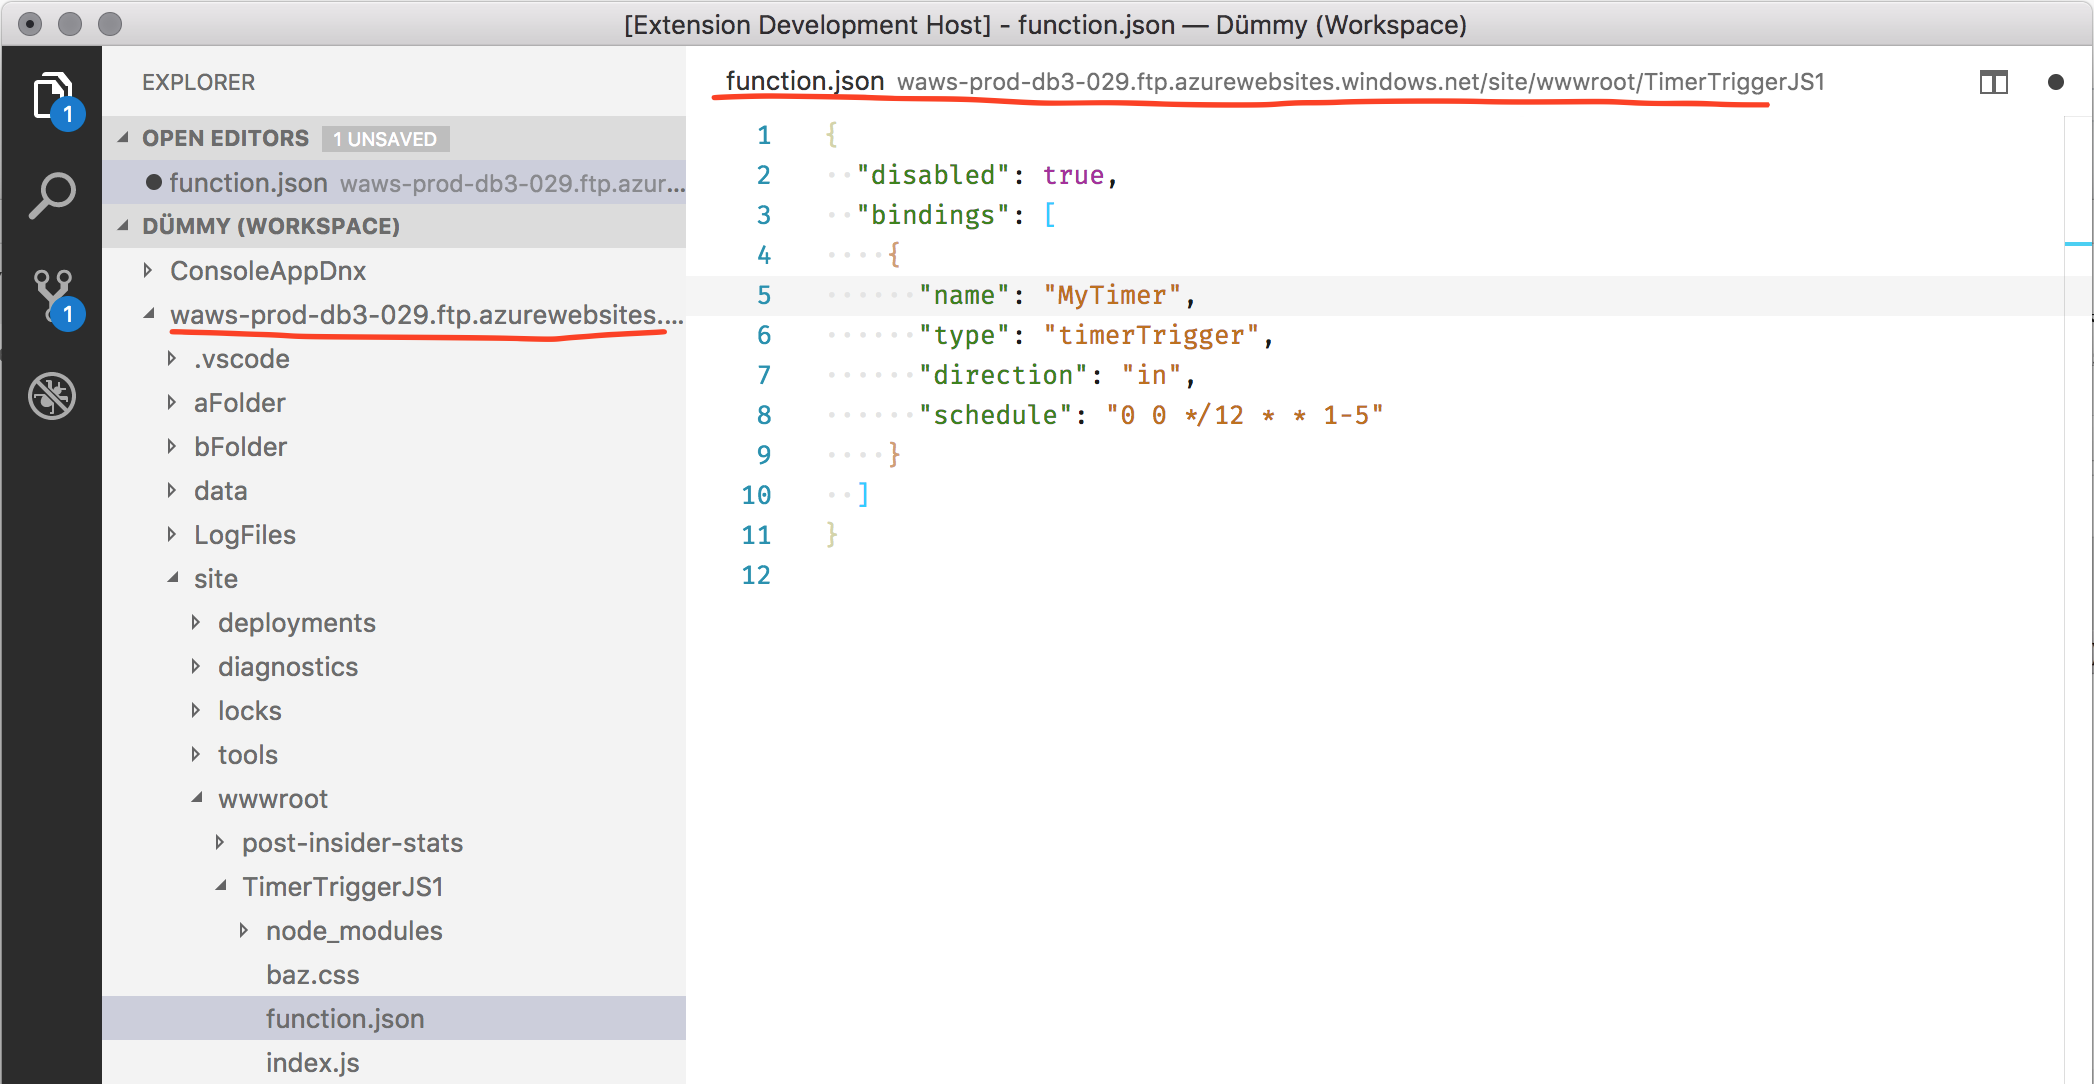 [Extension Development Host] - function.json — Dümmy (Workspace)
EXPLORER
OPEN EDITORS 1 UNSAVED
function.json waws-prod-db3-029.ftp.azur...
DÜMMY (WORKSPACE)
ConsoleAppDnx
waws-prod-db3-029.ftp.azurewebsites....
.vscode
aFolder
bFolder
data
LogFiles
site
deployments
diagnostics
locks
tools
wwwroot
post-insider-stats
TimerTriggerJS1
node_modules
baz.css
function.json
index.js
1
1
function.json waws-prod-db3-029.ftp.azurewebsites.windows.net/site/wwwroot/TimerTriggerJS1
1 {
2 "disabled": true,
3 "bindings": [
4 {
5 "name": "MyTimer",
6 "type": "timerTrigger",
7 "direction": "in",
8 "schedule": "0 0 */12 * * 1-5"
9 }
10 ]
11 }
12